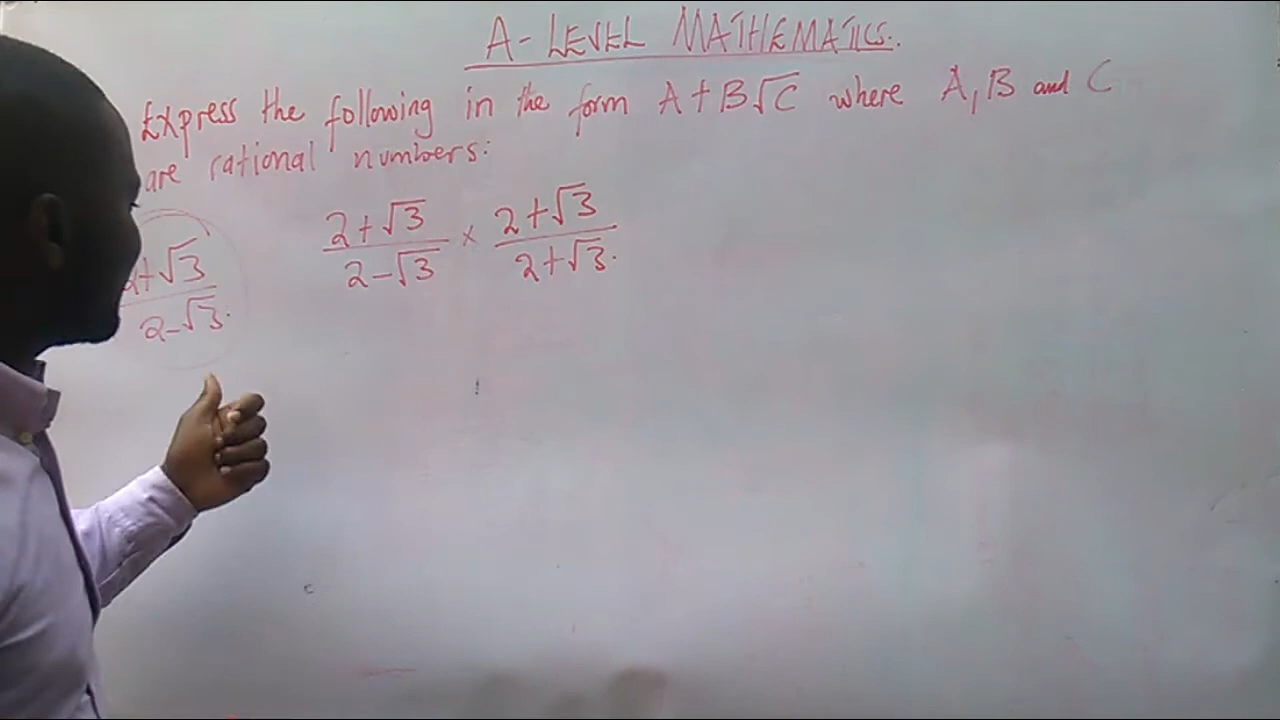 A-LEVEL MATHEMATICS.
Express the following in the form A+B√C where A, B and C
are rational numbers:
2+√3 / 2-√3.
2+√3 / 2-√3 × 2+√3 / 2+√3.